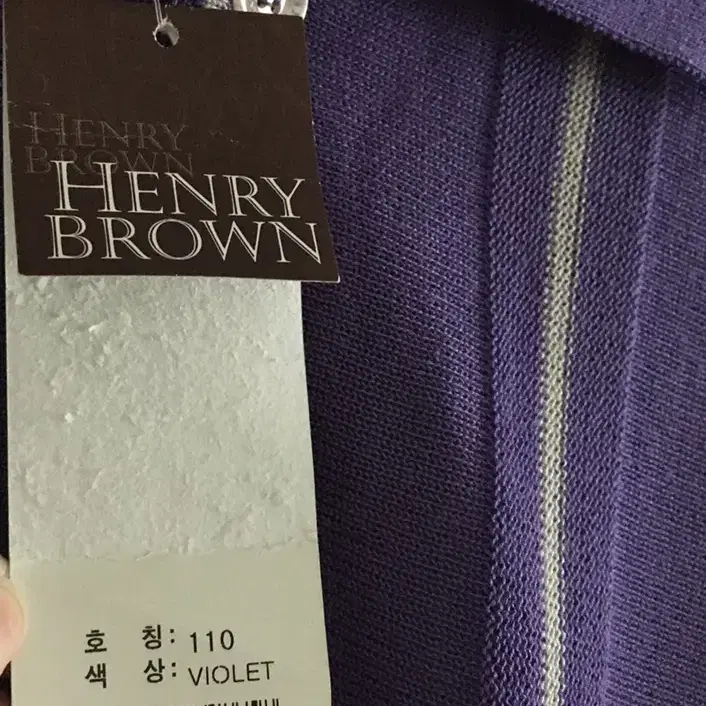 HENRY
BROWN
HENRY
BROWN
호 칭: 110
색 상: VIOLET